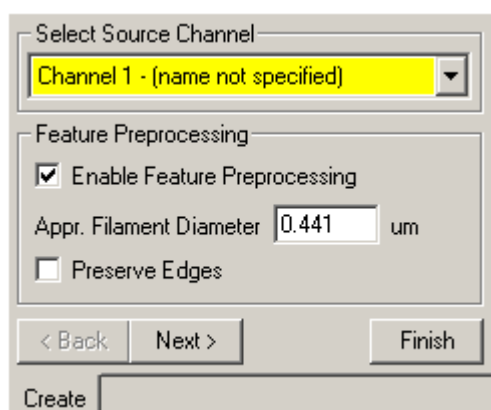 Select Source Channel
Channel 1 - (name not specified)
Feature Preprocessing
Enable Feature Preprocessing
Appr. Filament Diameter 0.441 um
Preserve Edges
< Back Next > Finish
Create